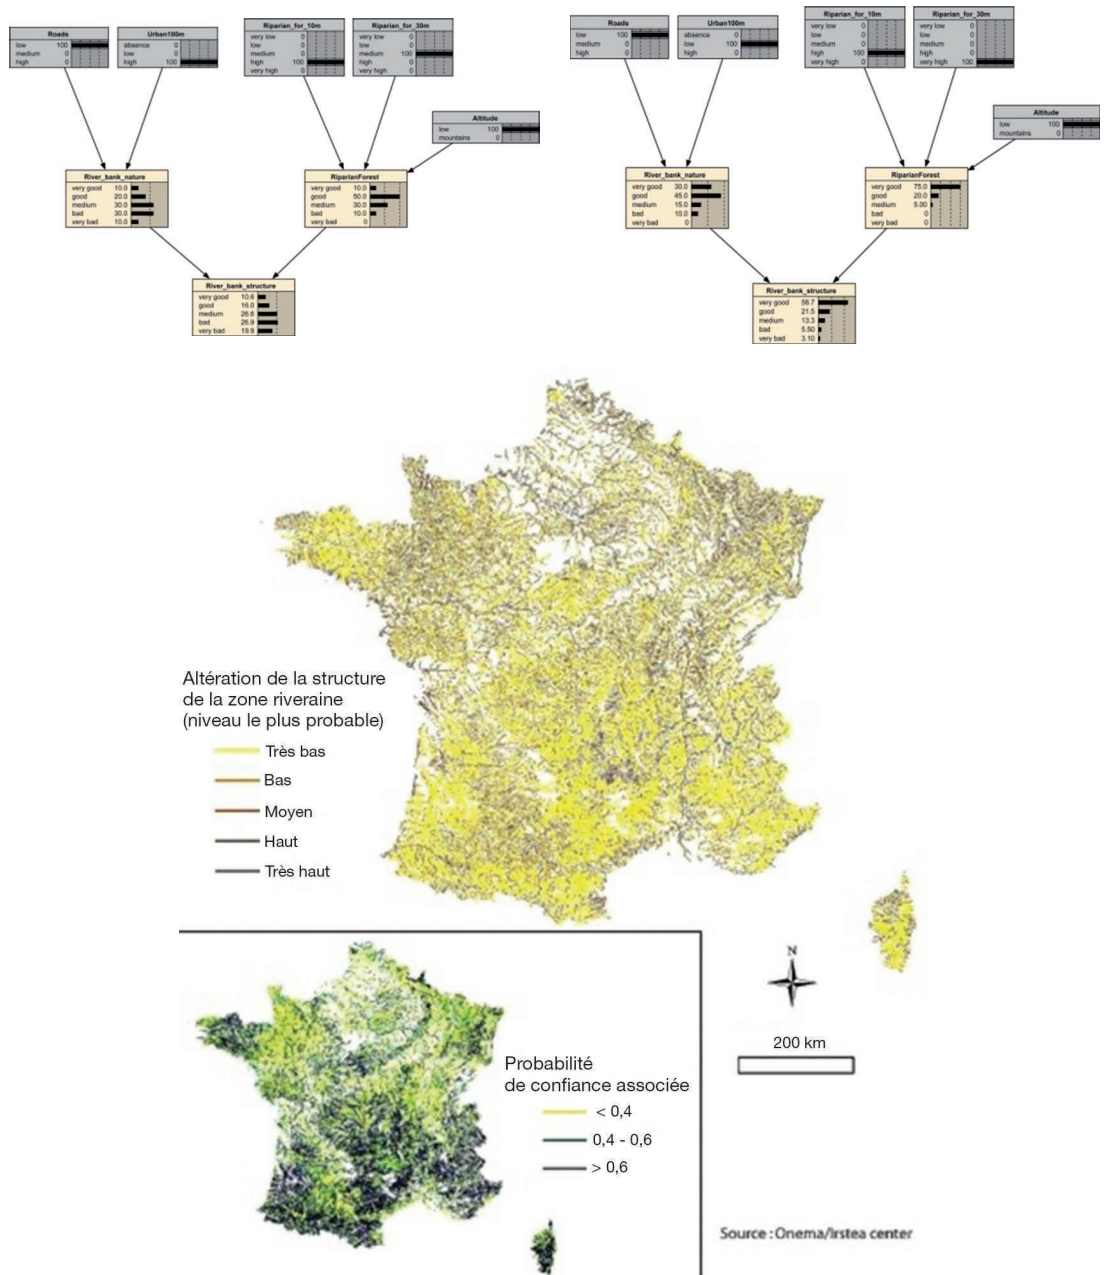 Roads
low 100
medium 0
high 0
Urban100m
absence 0
low 0
high 100
Riparian_for_10m
very low 0
low 0
medium 0
high 100
very high 0
Riparian_for_30m
very low 0
low 0
medium 100
high 0
very high 0
Altitude
low 100
mountains 0
River_bank_nature
very good 10.0
good 20.0
medium 30.0
bad 30.0
very bad 10.0
RiparianForest
very good 10.0
good 50.0
medium 30.0
bad 10.0
very bad 0
River_bank_structure
very good 10.6
good 16.0
medium 26.6
bad 26.9
very bad 19.9
Roads
low 100
medium 0
high 0
Urban100m
absence 0
low 100
high 0
Riparian_for_10m
very low 0
low 0
medium 0
high 100
very high 0
Riparian_for_30m
very low 0
low 0
medium 0
high 0
very high 100
Altitude
low 100
mountains 0
River_bank_nature
very good 30.0
good 45.0
medium 15.0
bad 10.0
very bad 0
RiparianForest
very good 75.0
good 20.0
medium 5.00
bad 0
very bad 0
River_bank_structure
very good 56.7
good 21.5
medium 13.3
bad 5.50
very bad 3.10
Altération de la structure
de la zone riveraine
(niveau le plus probable)
Très bas
Bas
Moyen
Haut
Très haut
N
200 km
Probabilité
de confiance associée
< 0,4
0,4 - 0,6
> 0,6
Source : Onema/Irstea center